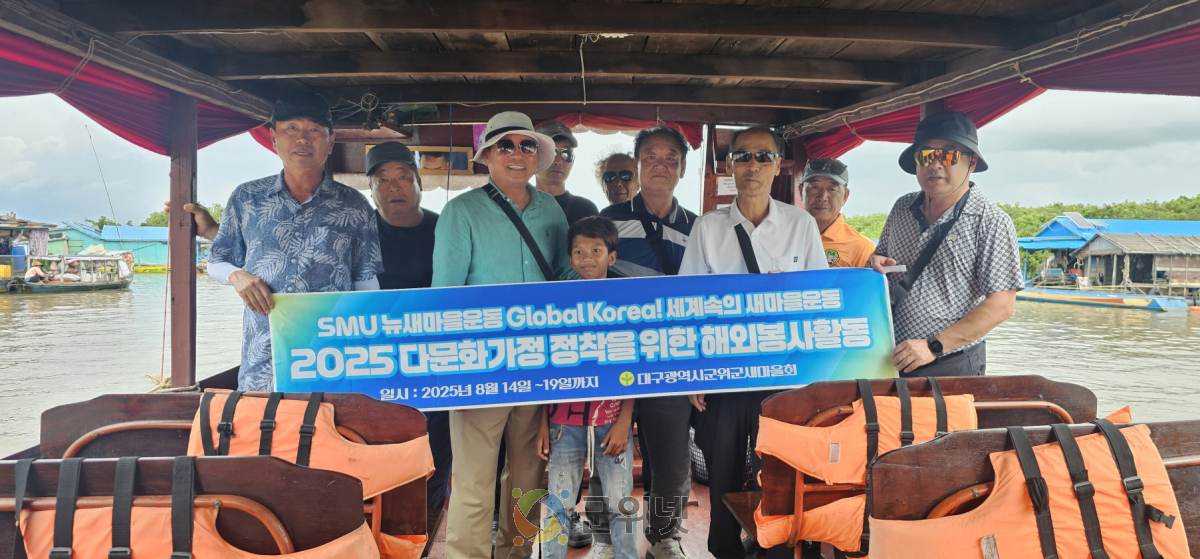 SMU 뉴새마을운동 Global Korea! 세계속의 새마을운동
2025 다문화가정 정착을 위한 해외봉사활동
일시 : 2025년 8월 14일 ~19일까지 대구광역시군위군새마을회
군위넷